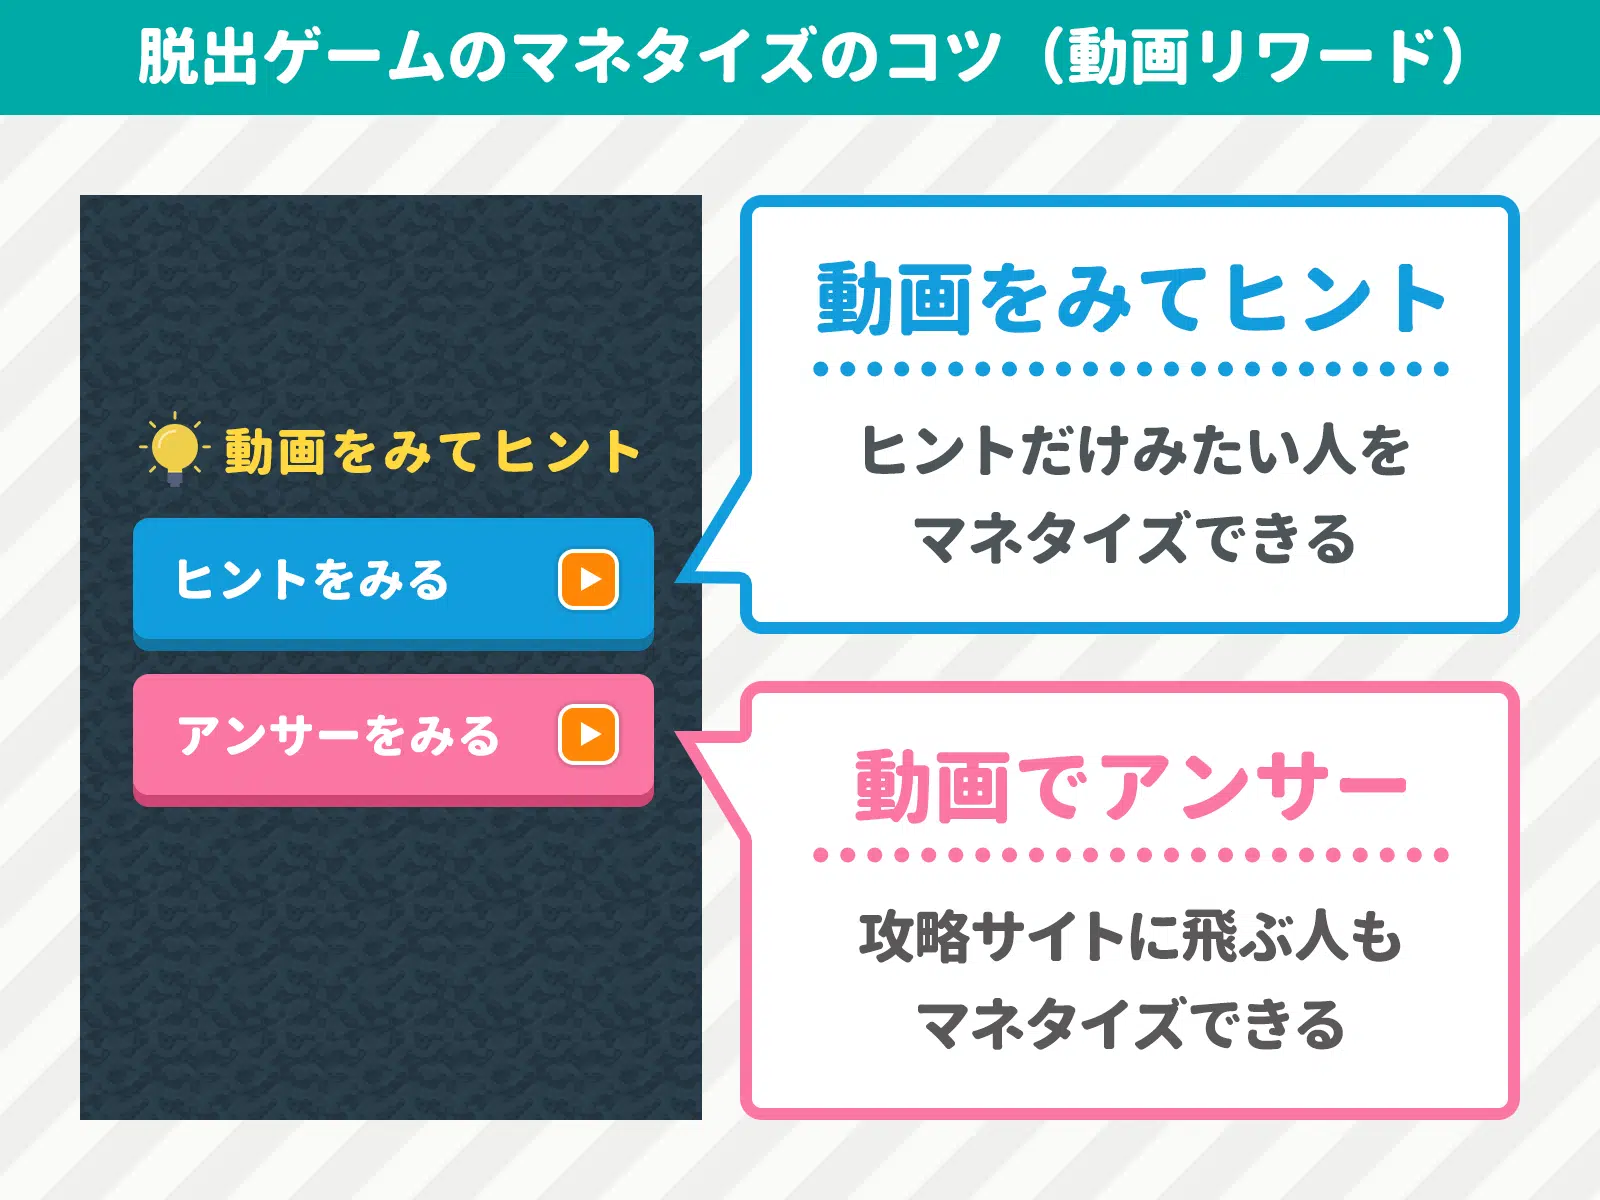 脱出ゲームのマネタイズのコツ（動画リワード）
動画をみてヒント
ヒントをみる
アンサーをみる
動画をみてヒント
ヒントだけみたい人を
マネタイズできる
動画でアンサー
攻略サイトに飛ぶ人も
マネタイズできる